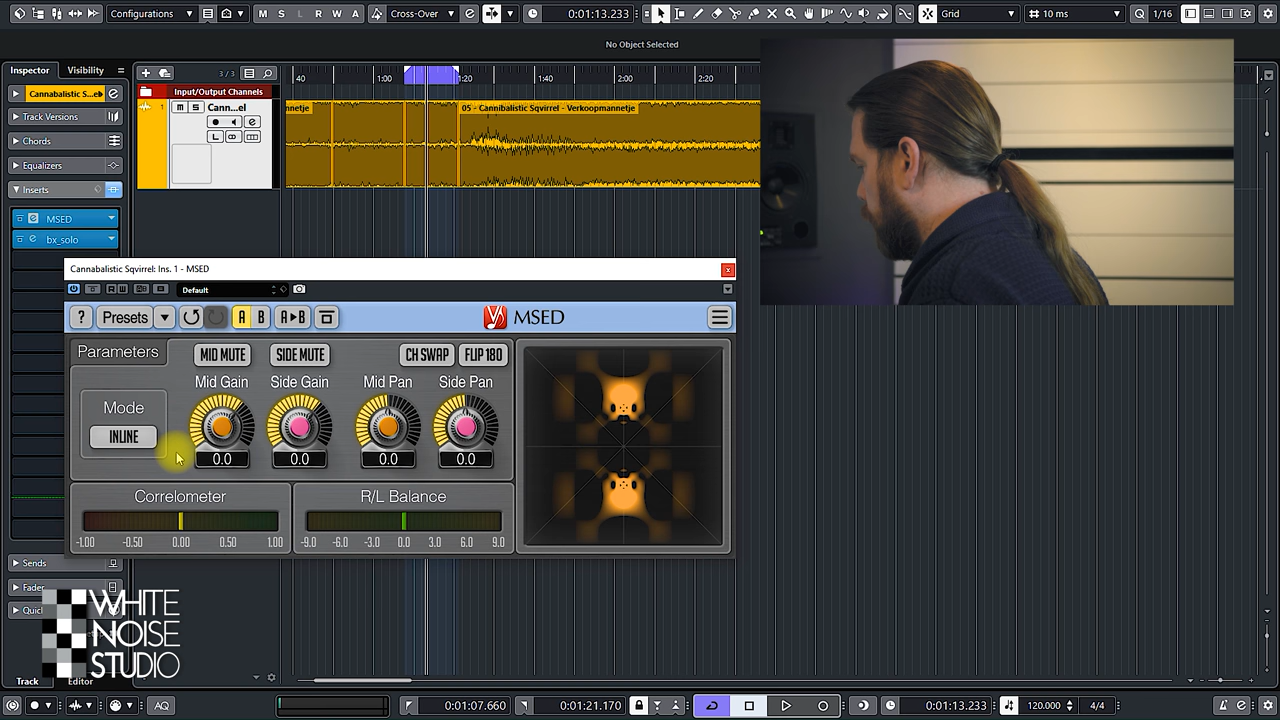 Configurations
M S L R W A
Cross-Over
0:01:13.233
Grid
10 ms
Q 1/16
No Object Selected
Inspector
Visibility
3 / 3
40
1:00
1:20
1:40
2:00
2:20
Cannabalistic S...el
Input/Output Channels
1
m S Cann...el
L
nnetje
05 - Cannibalistic Sqvirrel - Verkoopmannetje
Track Versions
Chords
Equalizers
Inserts
MSED
bx_solo
Cannabalistic Sqvirrel: Ins. 1 - MSED
Default
? Presets A B A▸B
MSED
Parameters
MID MUTE
SIDE MUTE
CH SWAP
FLIP 180
Mode
INLINE
Mid Gain
Side Gain
Mid Pan
Side Pan
0.0
0.0
0.0
0.0
Correlometer
R/L Balance
-1.00 -0.50 0.00 0.50 1.00
-9.0 -6.0 -3.0 0.0 3.0 6.0 9.0
Sends
Fader
Quic
WHITE
NOISE
STUDIO
Track
Editor
AQ
0:01:07.660
0:01:21.170
0:01:13.233
120.000
4/4